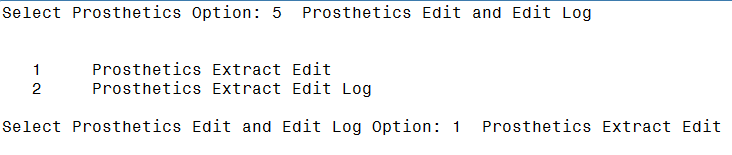 Select Prosthetics Option: 5  Prosthetics Edit and Edit Log
1      Prosthetics Extract Edit
2      Prosthetics Extract Edit Log
Select Prosthetics Edit and Edit Log Option: 1  Prosthetics Extract Edit